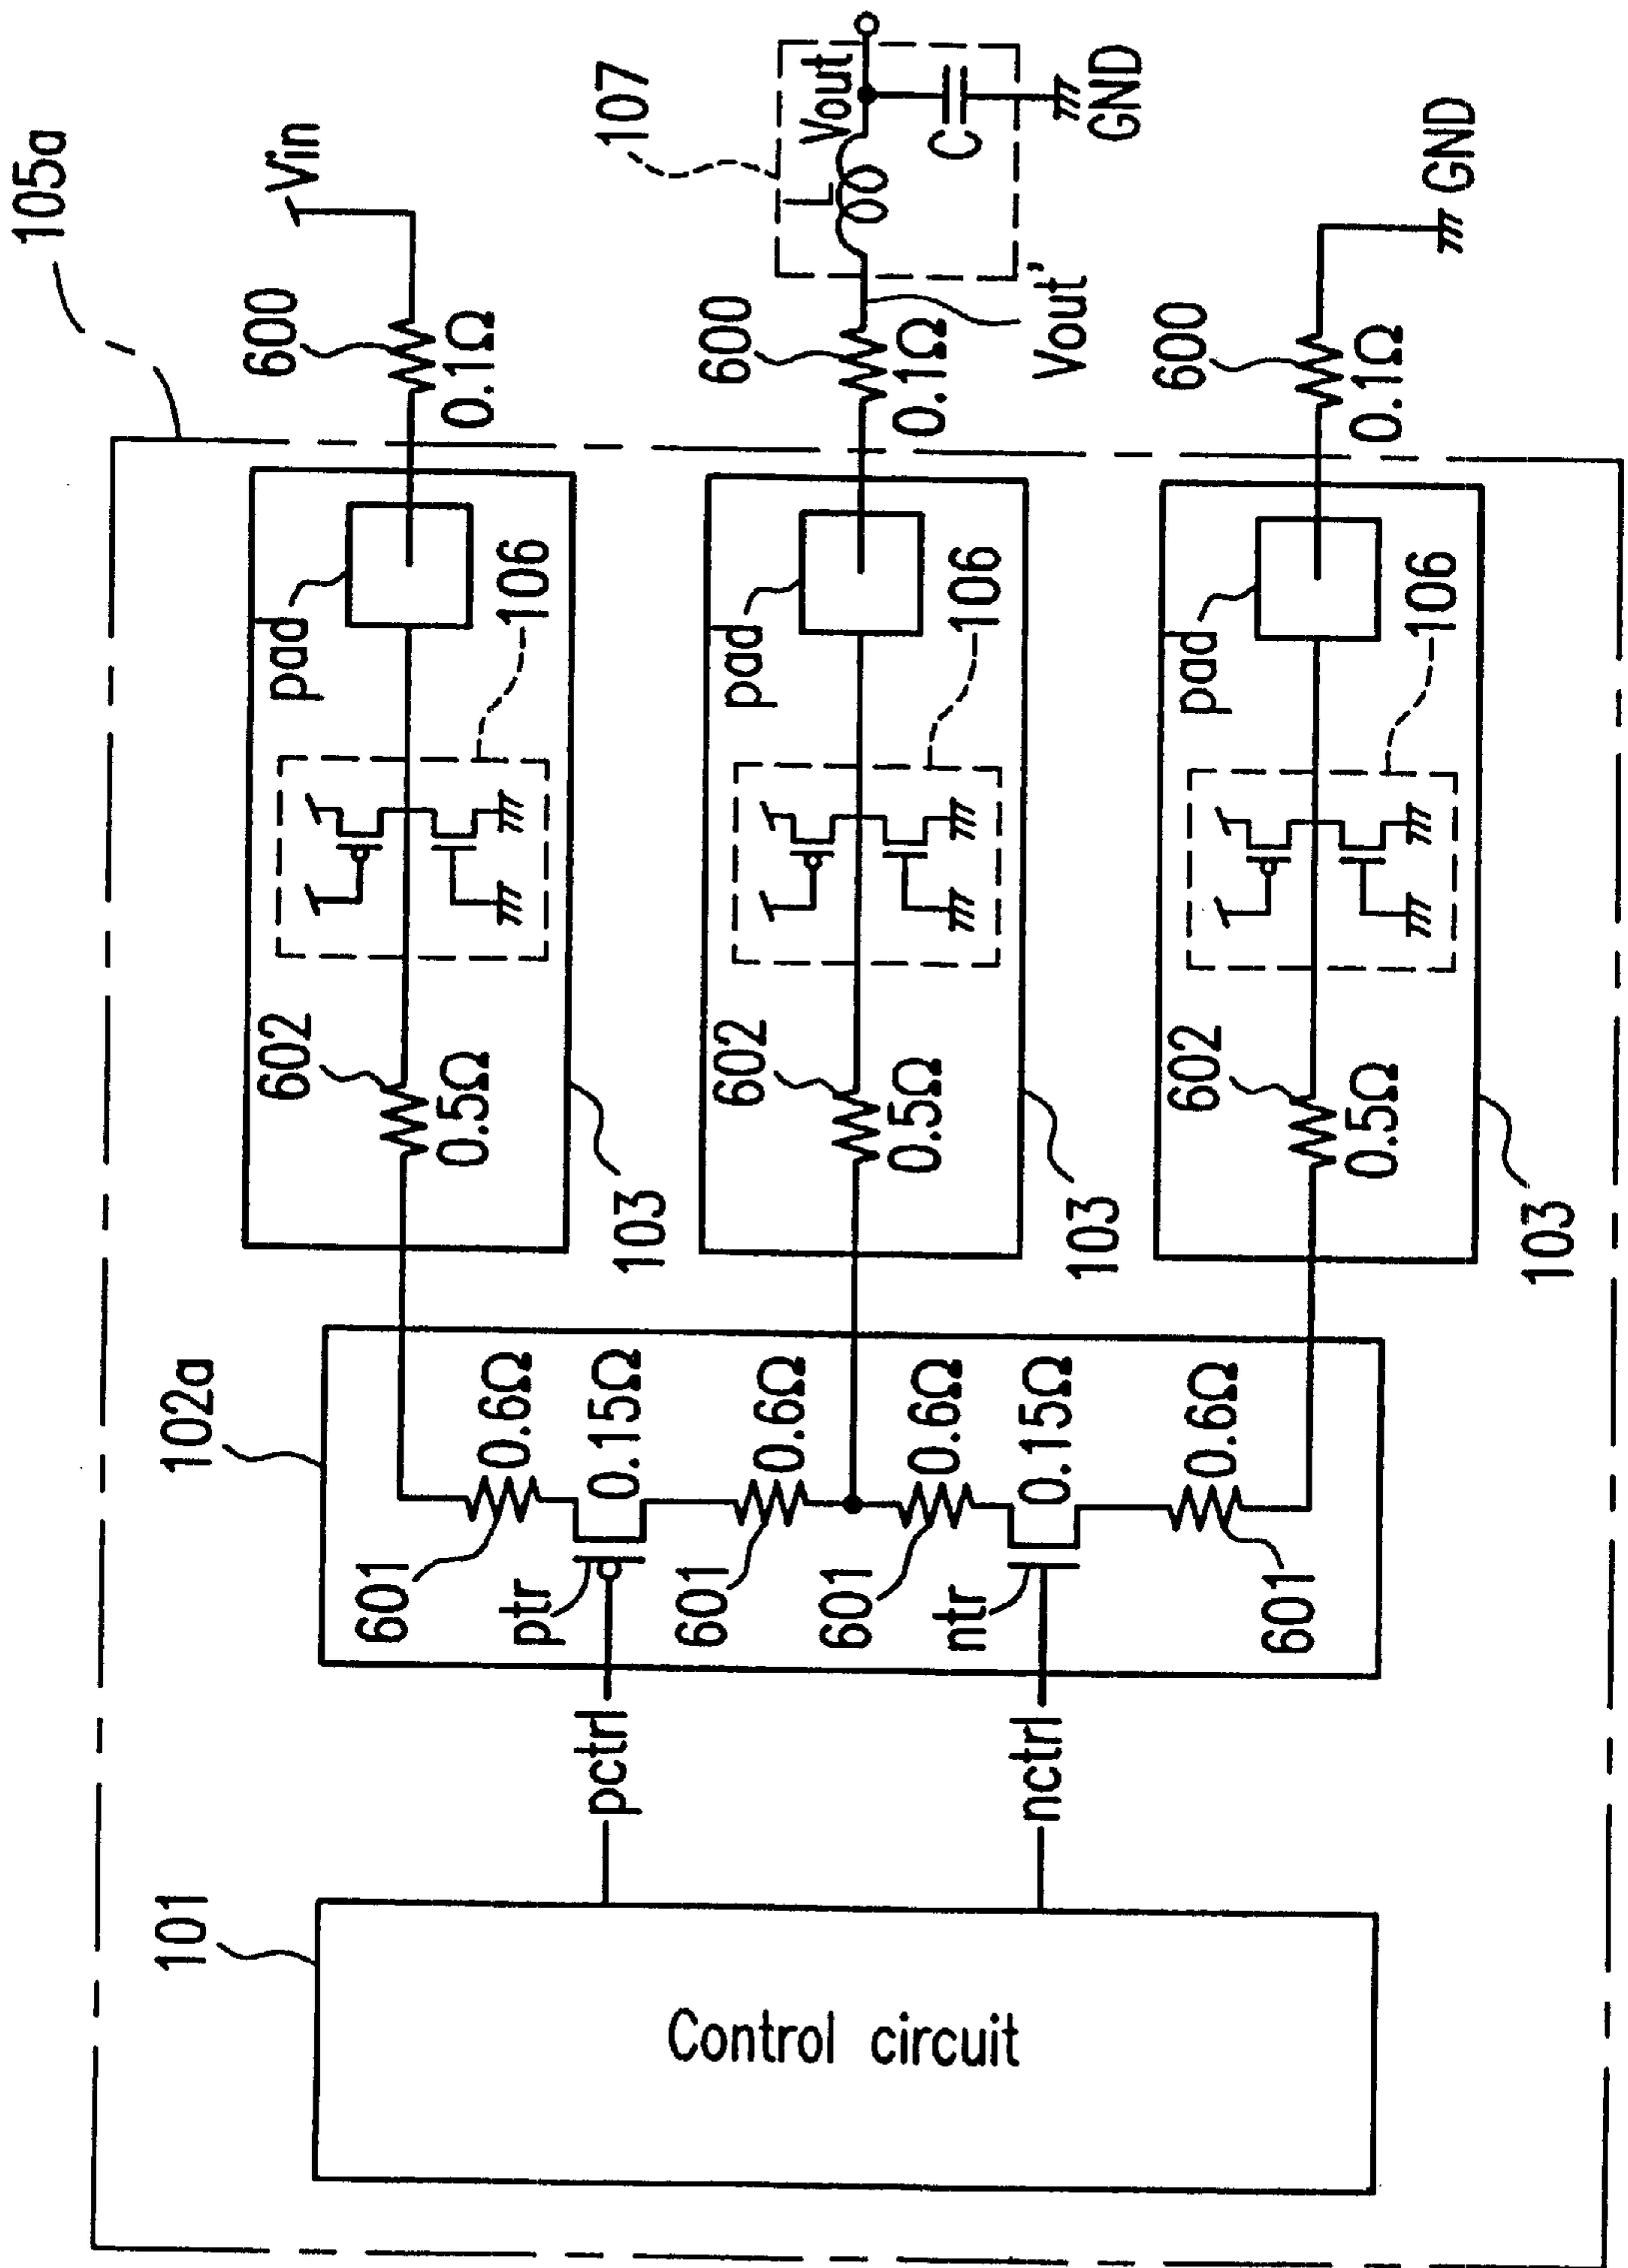 105a
Vin
600
0.1Ω
pad
106
602
0.5Ω
103
107
L
Vout
C
GND
600
0.1Ω
Vout'
pad
106
602
0.5Ω
103
600
0.1Ω
GND
pad
106
602
0.5Ω
103
102a
601
0.6Ω
ptr
0.15Ω
601
0.6Ω
601
0.6Ω
ntr
0.15Ω
601
0.6Ω
pctrl
nctrl
101
Control circuit